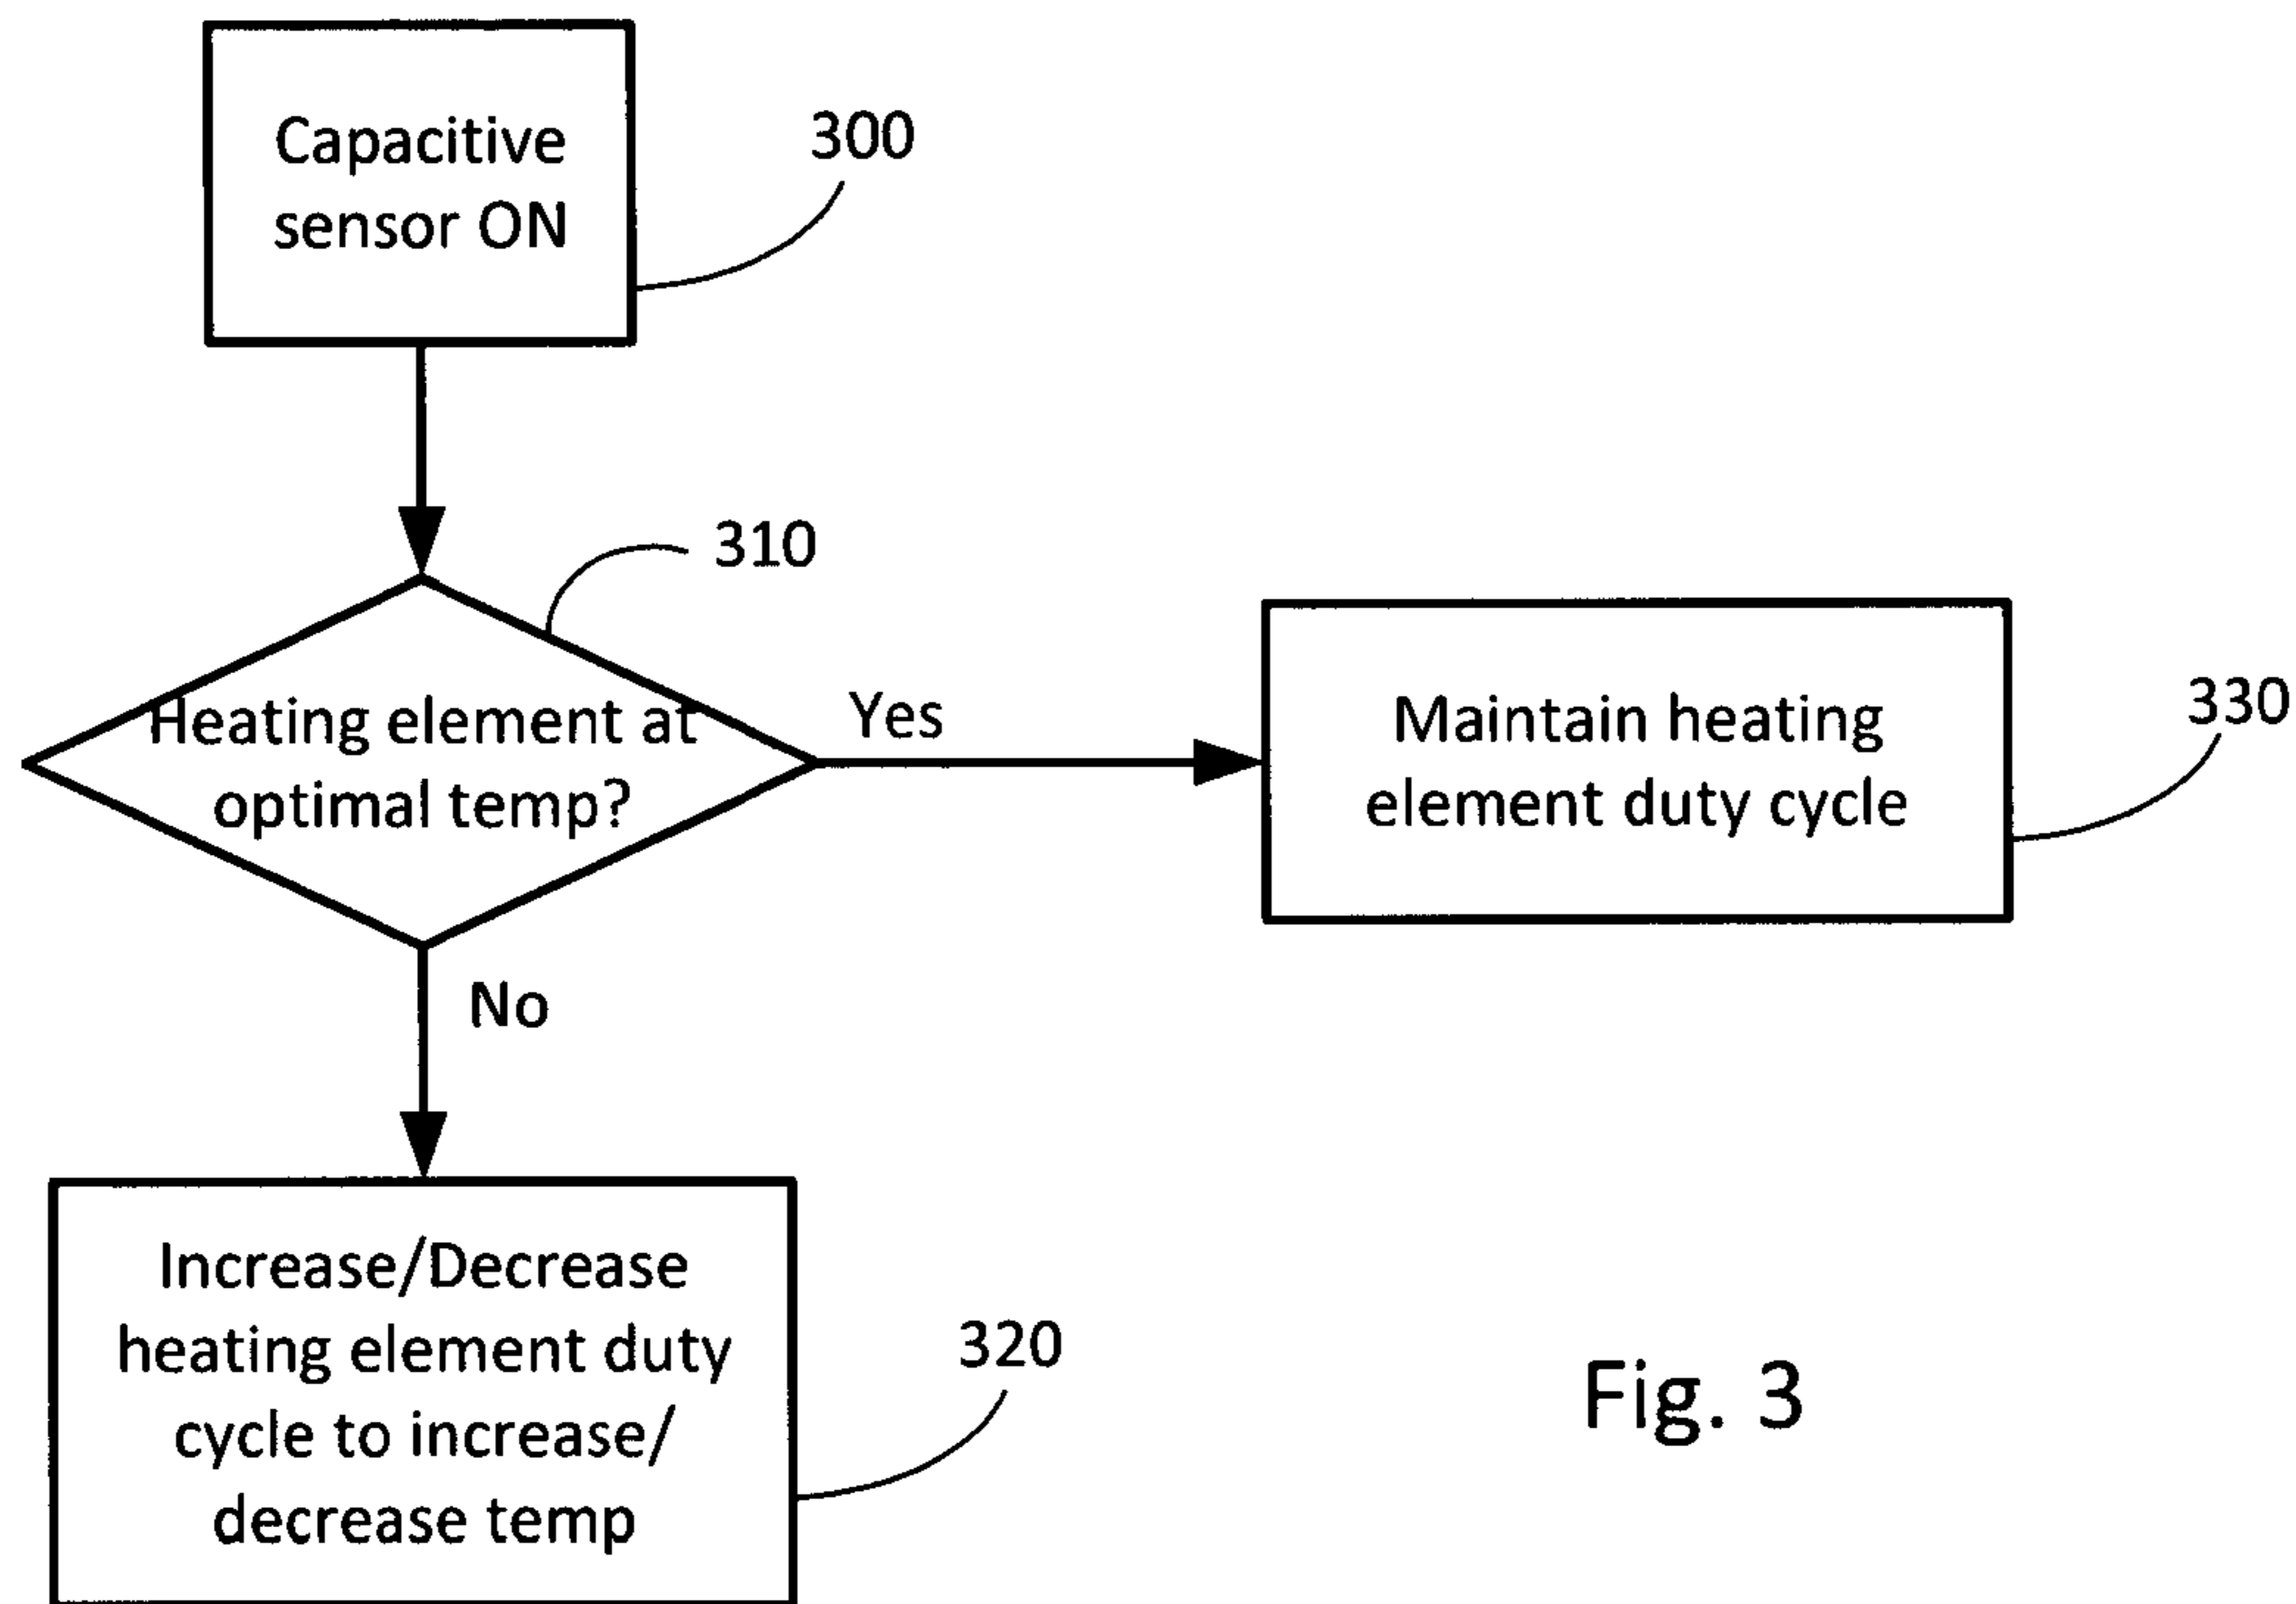 Capacitive
sensor ON
300
310
Heating element at
optimal temp?
Yes
Maintain heating
element duty cycle
330
No
Increase/Decrease
heating element duty
cycle to increase/
decrease temp
320
Fig. 3